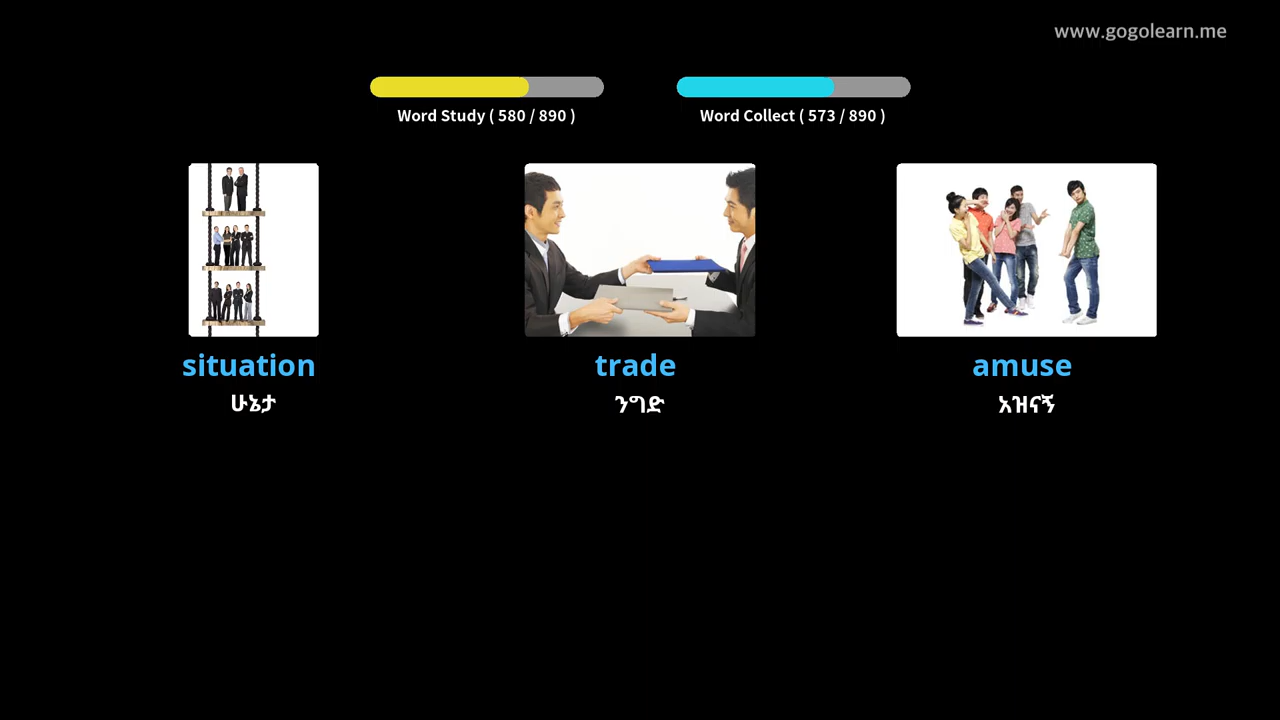 www.gogolearn.me
Word Study ( 580 / 890 )
Word Collect ( 573 / 890 )
situation
trade
amuse
ሁኔታ
ንግድ
አዝናኝ